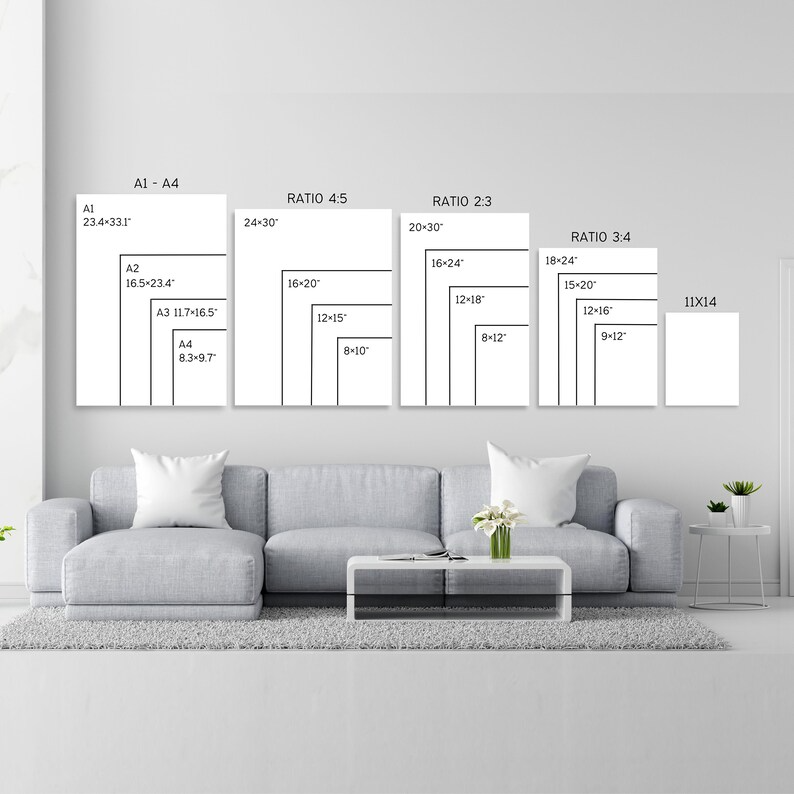 A1 - A4
A1
23.4×33.1"
A2
16.5×23.4"
A3 11.7×16.5"
A4
8.3×9.7"
RATIO 4:5
24×30"
16×20"
12×15"
8×10"
RATIO 2:3
20×30"
16×24"
12×18"
8×12"
RATIO 3:4
18×24"
15×20"
12×16"
9×12"
11X14